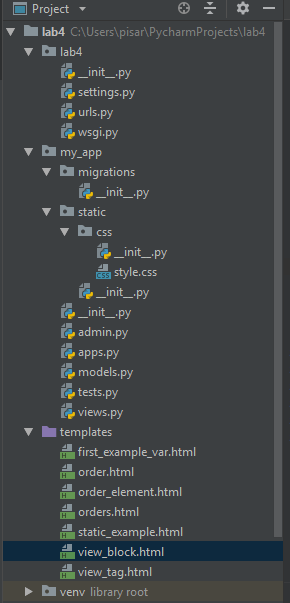 Project
lab4 C:\Users\pisar\PycharmProjects\lab4
lab4
__init__.py
settings.py
urls.py
wsgi.py
my_app
migrations
__init__.py
static
css
__init__.py
style.css
__init__.py
__init__.py
admin.py
apps.py
models.py
tests.py
views.py
templates
first_example_var.html
order.html
order_element.html
orders.html
static_example.html
view_block.html
view_tag.html
venv library root